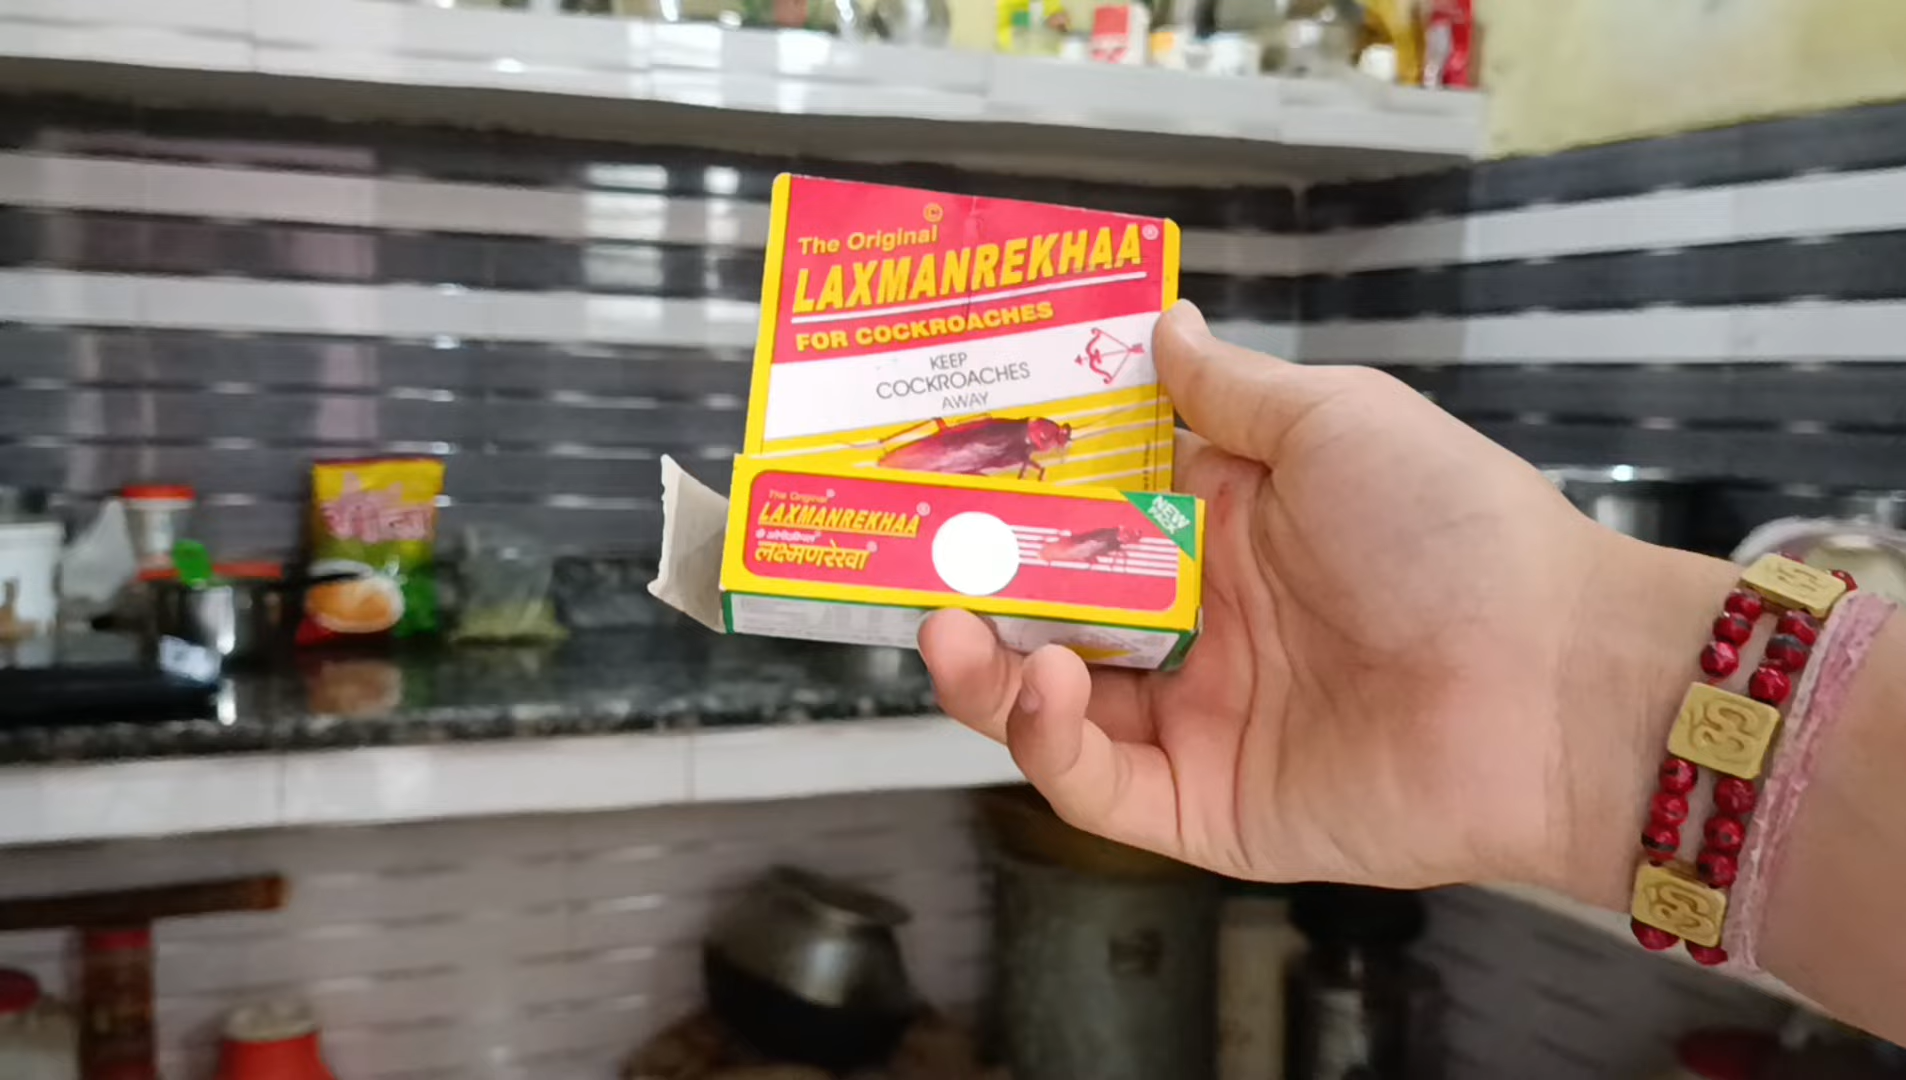 ©
The Original
LAXMANREKHAA®
FOR COCKROACHES
KEEP
COCKROACHES
AWAY
The Original®
LAXMANREKHAA®
लक्ष्मणरेखा®
NEW
PACK